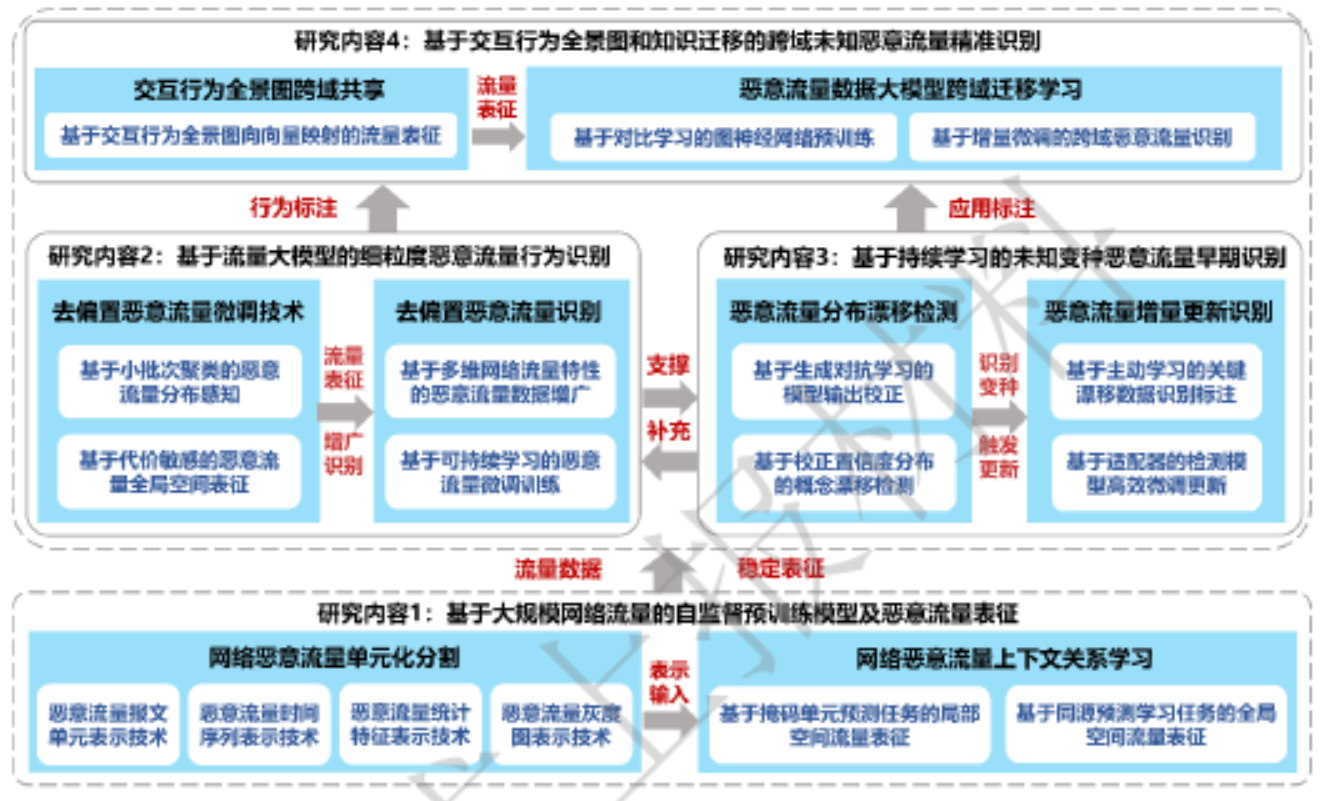 研究内容4：基于交互行为全景图和知识迁移的跨域未知恶意流量精准识别
交互行为全景图跨域共享
基于交互行为全景图向向量映射的流量表征
流量
表征
恶意流量数据大模型跨域迁移学习
基于对比学习的图神经网络预训练
基于增量微调的跨域恶意流量识别
行为标注
应用标注
研究内容2：基于流量大模型的细粒度恶意流量行为识别
去偏置恶意流量微调技术
基于小批次聚类的恶意
流量分布感知
基于代价敏感的恶意流
量全局空间表征
流量
表征
增广
识别
去偏置恶意流量识别
基于多维网络流量特性
的恶意流量数据增广
基于可持续学习的恶意
流量微调训练
支撑
补充
研究内容3：基于持续学习的未知变种恶意流量早期识别
恶意流量分布漂移检测
基于生成对抗学习的
模型输出校正
基于校正置信度分布
的概念漂移检测
识别
变种
触发
更新
恶意流量增量更新识别
基于主动学习的关键
漂移数据识别标注
基于适配器的检测模
型高效微调更新
流量数据
稳定表征
研究内容1：基于大规模网络流量的自监督预训练模型及恶意流量表征
网络恶意流量单元化分割
恶意流量报文
单元表示技术
恶意流量时间
序列表示技术
恶意流量统计
特征表示技术
恶意流量灰度
图表示技术
表示
输入
网络恶意流量上下文关系学习
基于掩码单元预测任务的局部
空间流量表征
基于同源预测学习任务的全局
空间流量表征
上报材料